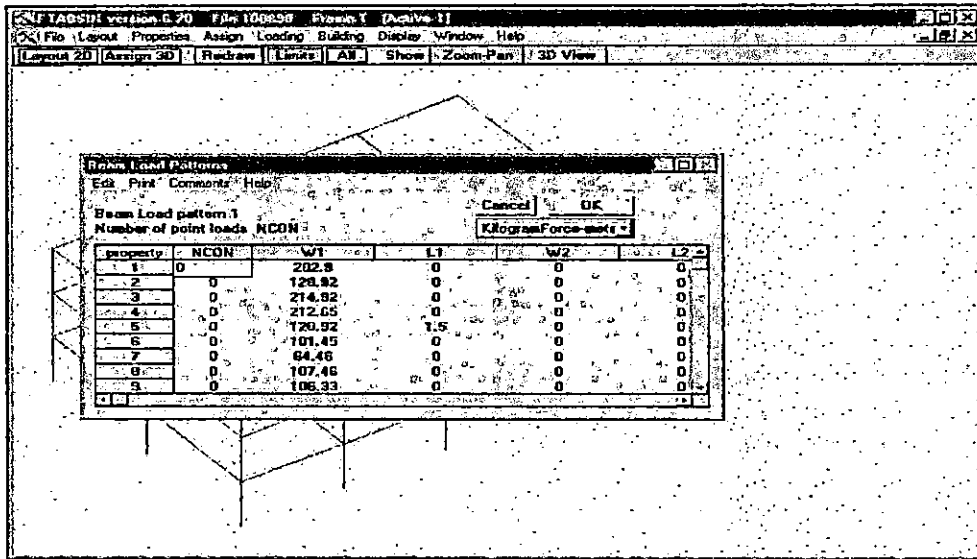 ETABSIN version 6.20 File 100898 Frame 1 [Active 1]
File Layout Properties Assign Loading Building Display Window Help
Layout 2D Assign 3D Redraw Limits All Show Zoom-Pan 3D View
Beam Load Patterns
Edit Print Comments Help
Cancel OK
Beam Load pattern 1
Number of point loads NCON
KilogramForce-mete
property NCON W1 L1 W2 L2
1 0 202.9 0 0 0
2 0 128.92 0 0 0
3 0 214.92 0 0 0
4 0 212.65 0 0 0
5 0 120.92 1.5 0 0
6 0 101.45 0 0 0
7 0 64.46 0 0 0
8 0 107.46 0 0 0
9 0 106.33 0 0 0